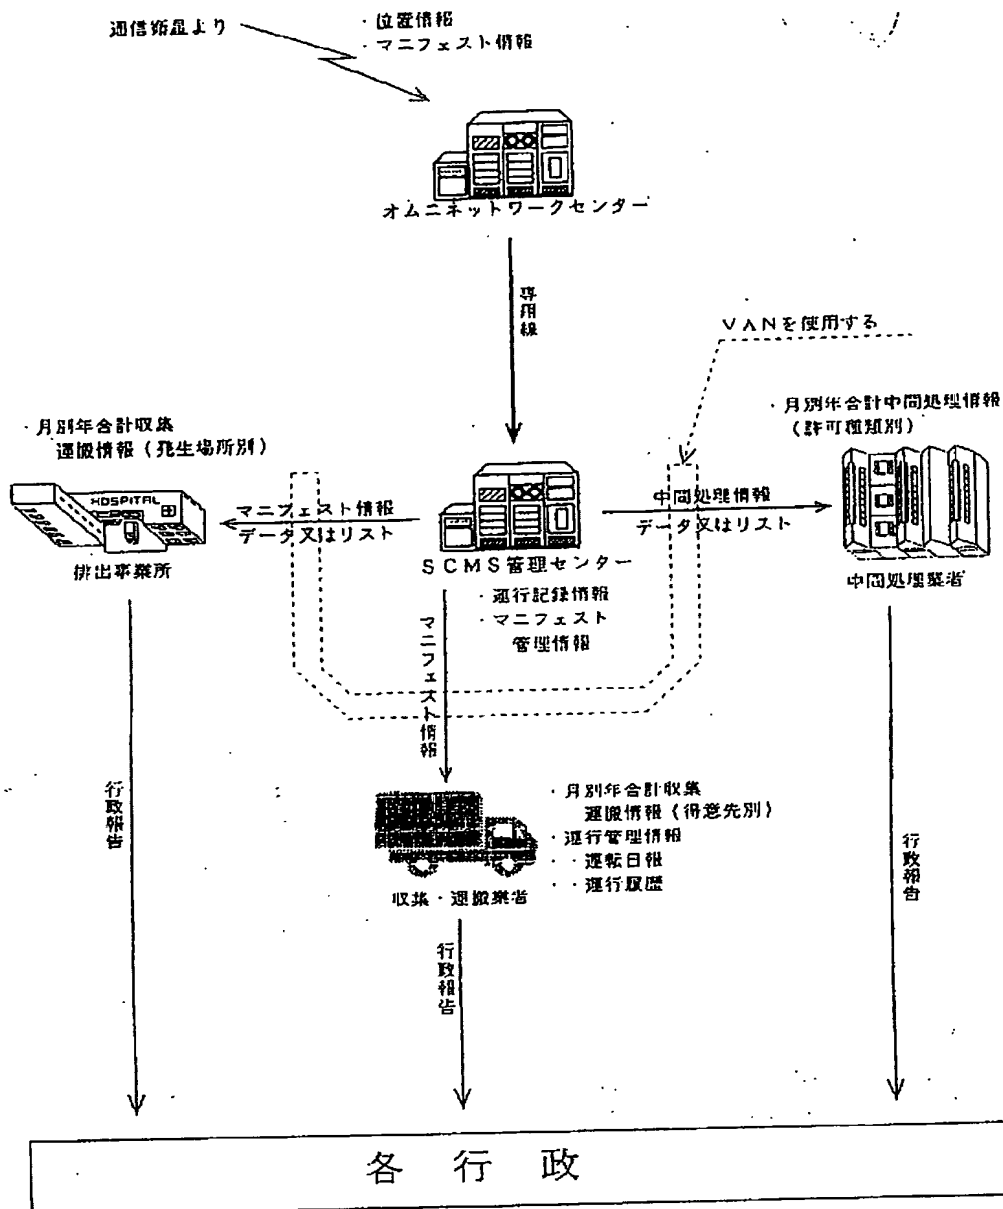 通信衛星より
・位置情報
・マニフェスト情報
オムニネットワークセンター
専用線
VANを使用する
・月別年合計収集
運搬情報(発生場所別)
・月別年合計中間処理情報
(許可種類別)
HOSPITAL
マニフェスト情報
データ又はリスト
中間処理情報
データ又はリスト
排出事業所
SCMS管理センター
中間処理業者
・運行記録情報
・マニフェスト
管理情報
マニフェスト情報
・月別年合計収集
運搬情報(得意先別)
・運行管理情報
・・運転日報
・・運行履歴
収集・運搬業者
行政報告
行政報告
行政報告
各行政